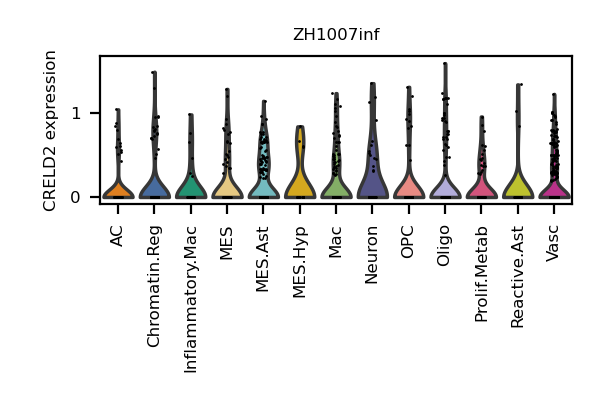 ZH1007inf
CRELD2 expression
1
0
AC
Chromatin.Reg
Inflammatory.Mac
MES
MES.Ast
MES.Hyp
Mac
Neuron
OPC
Oligo
Prolif.Metab
Reactive.Ast
Vasc